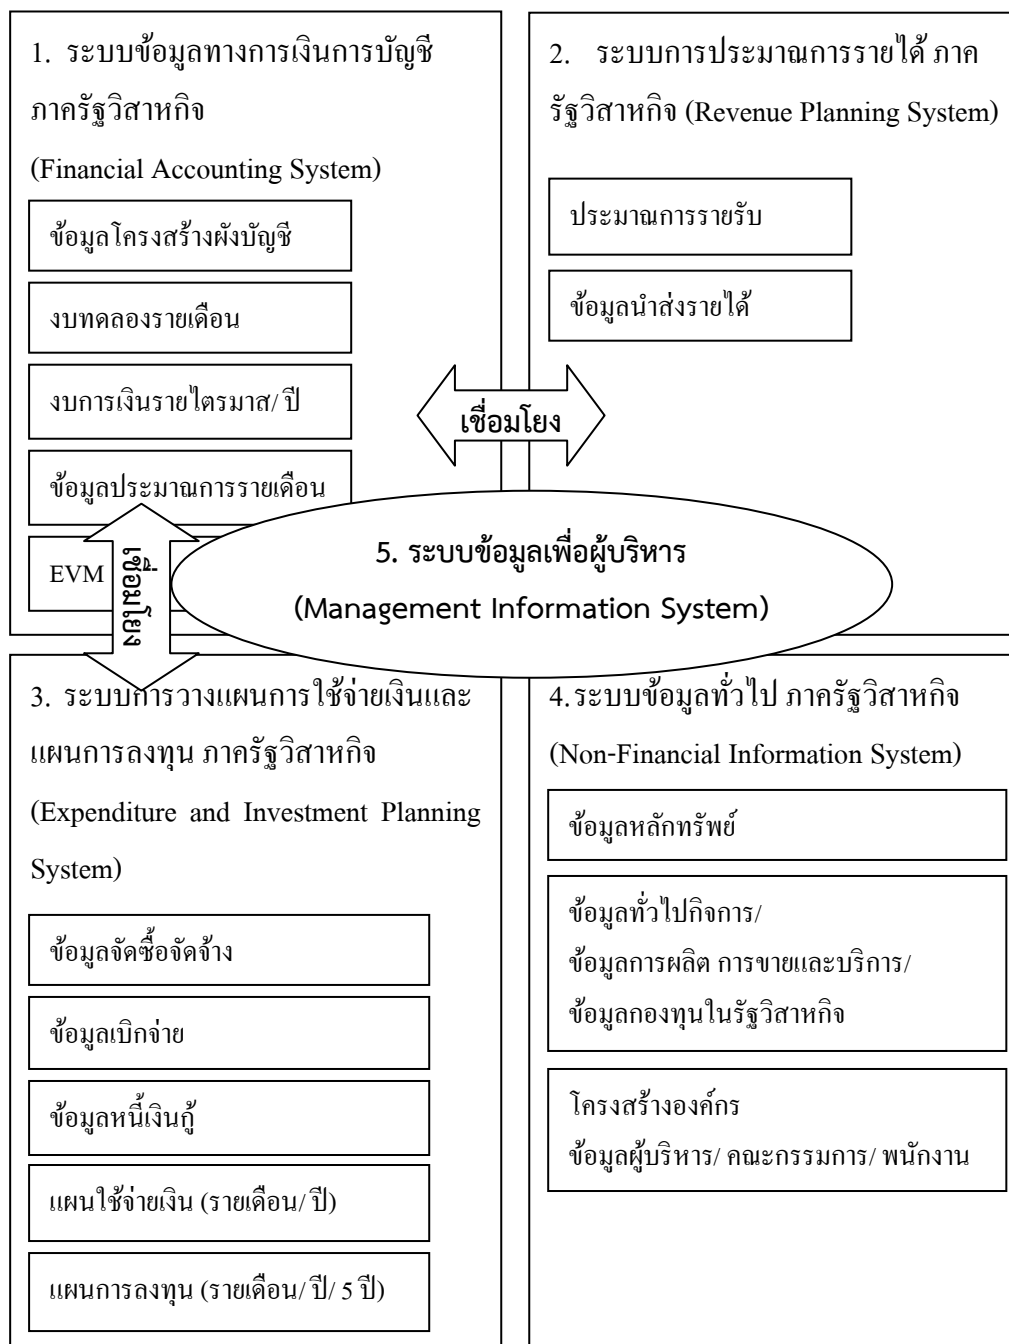 1. ระบบข้อมูลทางการเงินการบัญชี
ภาครัฐวิสาหกิจ
(Financial Accounting System)
ข้อมูลโครงสร้างผังบัญชี
งบทดลองรายเดือน
งบการเงินรายไตรมาส/ ปี
ข้อมูลประมาณการรายเดือน
EVM
2. ระบบการประมาณการรายได้ ภาค
รัฐวิสาหกิจ (Revenue Planning System)
ประมาณการรายรับ
ข้อมูลนำส่งรายได้
เชื่อมโยง
เชื่อมโยง
5. ระบบข้อมูลเพื่อผู้บริหาร
(Management Information System)
3. ระบบการวางแผนการใช้จ่ายเงินและ
แผนการลงทุน ภาครัฐวิสาหกิจ
(Expenditure and Investment Planning
System)
ข้อมูลจัดซื้อจัดจ้าง
ข้อมูลเบิกจ่าย
ข้อมูลหนี้เงินกู้
แผนใช้จ่ายเงิน (รายเดือน/ ปี)
แผนการลงทุน (รายเดือน/ ปี/ 5 ปี)
4.ระบบข้อมูลทั่วไป ภาครัฐวิสาหกิจ
(Non-Financial Information System)
ข้อมูลหลักทรัพย์
ข้อมูลทั่วไปกิจการ/
ข้อมูลการผลิต การขายและบริการ/
ข้อมูลกองทุนในรัฐวิสาหกิจ
โครงสร้างองค์กร
ข้อมูลผู้บริหาร/ คณะกรรมการ/ พนักงาน